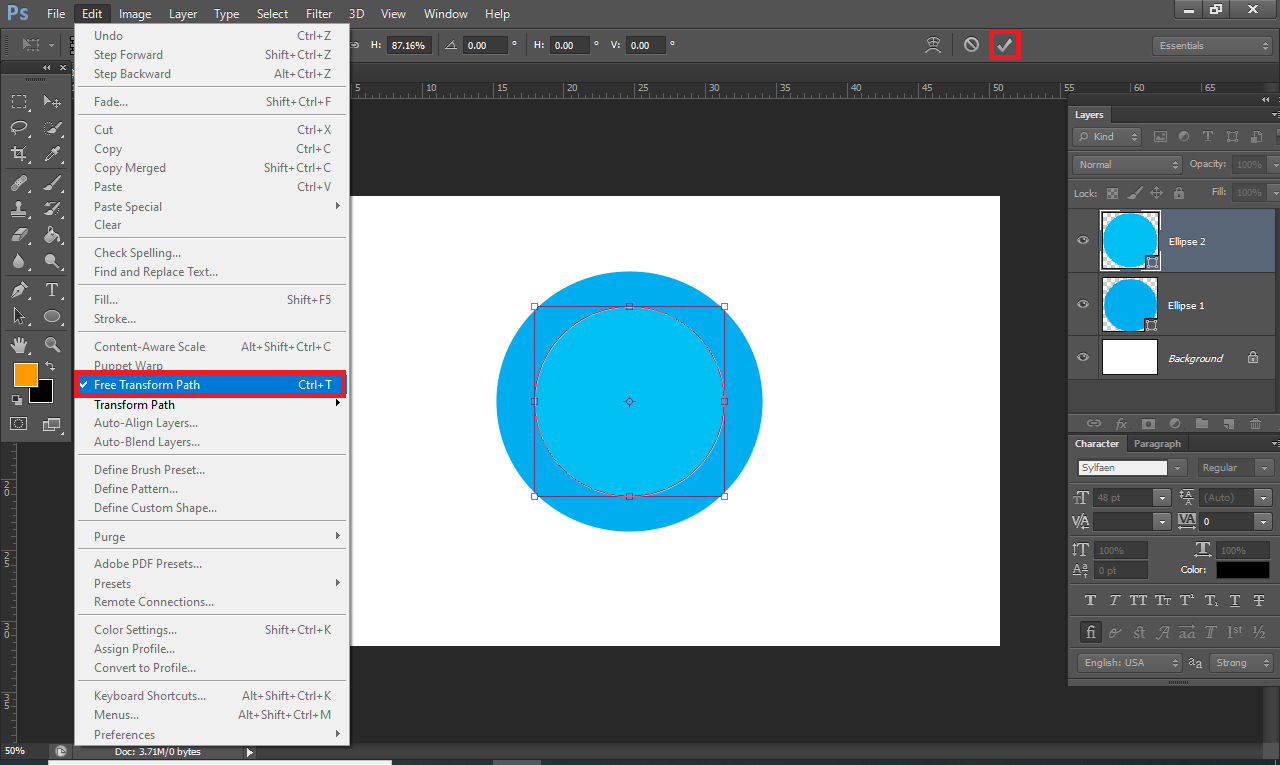 Ps File Edit Image Layer Type Select Filter 3D View Window Help
H: 87.16% 0.00 ° H: 0.00 ° V: 0.00 ° Essentials
Undo Ctrl+Z
Step Forward Shift+Ctrl+Z
Step Backward Alt+Ctrl+Z
Fade... Shift+Ctrl+F
Cut Ctrl+X
Copy Ctrl+C
Copy Merged Shift+Ctrl+C
Paste Ctrl+V
Paste Special
Clear
Check Spelling...
Find and Replace Text...
Fill... Shift+F5
Stroke...
Content-Aware Scale Alt+Shift+Ctrl+C
Puppet Warp
Free Transform Path Ctrl+T
Transform Path
Auto-Align Layers...
Auto-Blend Layers...
Define Brush Preset...
Define Pattern...
Define Custom Shape...
Purge
Adobe PDF Presets...
Presets
Remote Connections...
Color Settings... Shift+Ctrl+K
Assign Profile...
Convert to Profile...
Keyboard Shortcuts... Alt+Shift+Ctrl+K
Menus... Alt+Shift+Ctrl+M
Preferences
5 10 15 20 25 30 35 40 45 50 55 60 65
20
25
30
35
50% Doc: 3.71M/0 bytes
Layers
Kind
Normal Opacity: 100%
Lock: Fill: 100%
Ellipse 2
Ellipse 1
Background
fx
Character Paragraph
Sylfaen Regular
48 pt (Auto)
0
100% 100%
0 pt Color:
T T TT Tт T¹ T₁ T T
fi st A aa T 1st ½
English: USA aa Strong